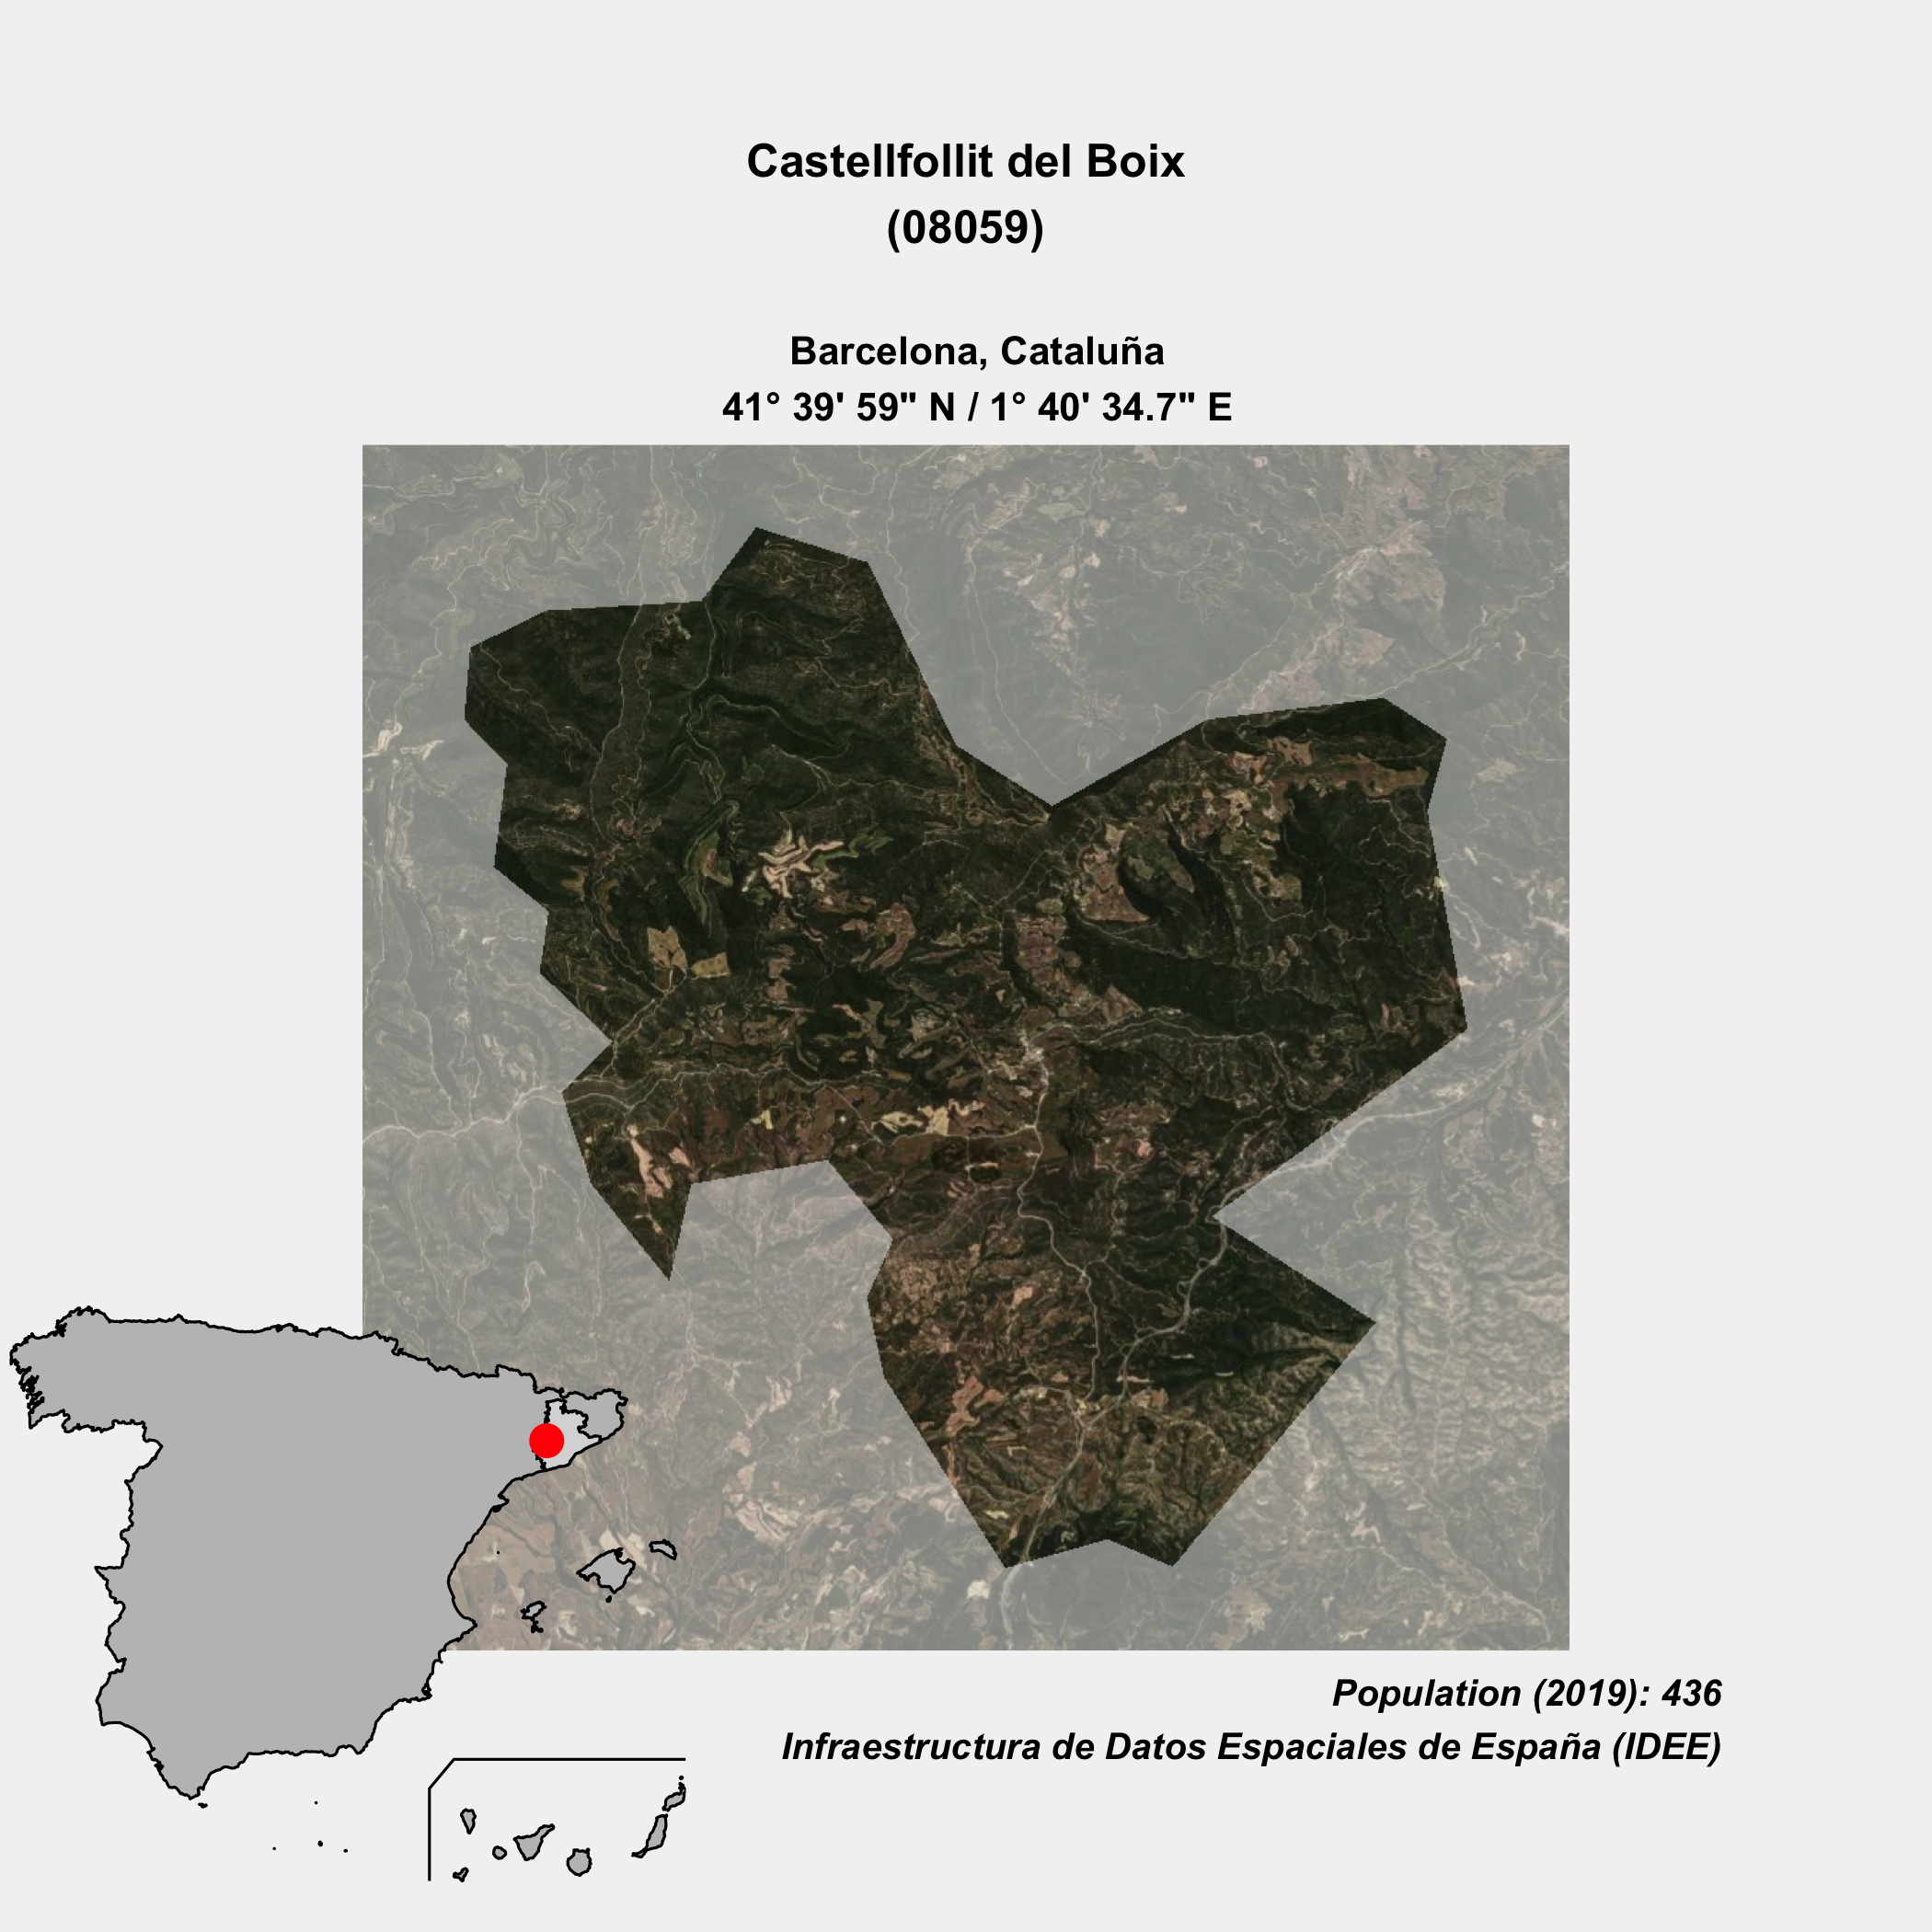 Castellfollit del Boix
(08059)
Barcelona, Cataluña
41° 39' 59" N / 1° 40' 34.7" E
Population (2019): 436
Infraestructura de Datos Espaciales de España (IDEE)